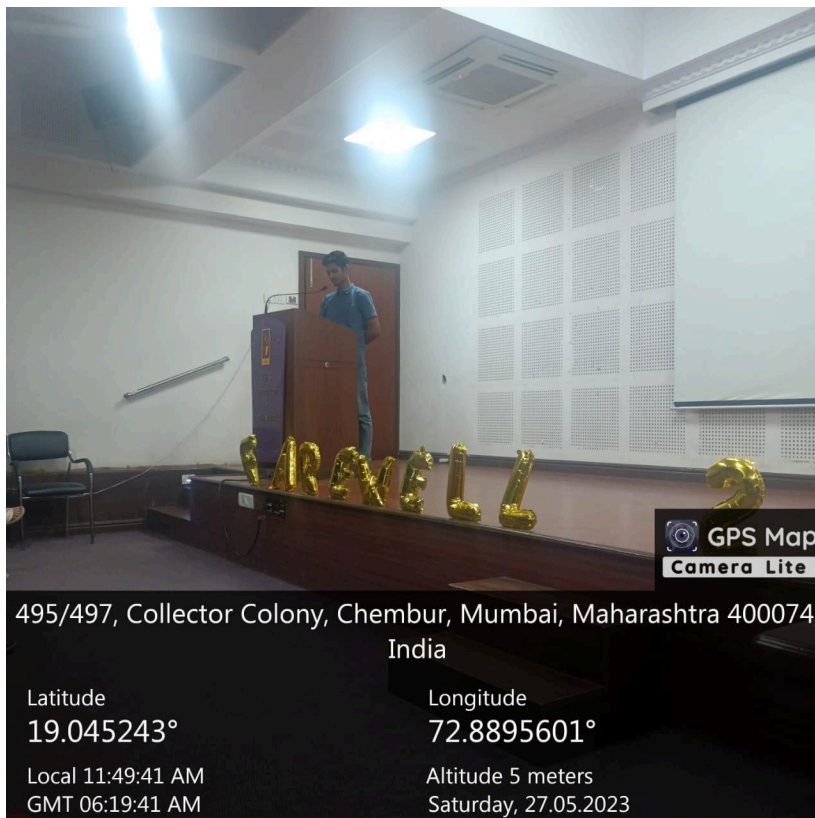 FAREWELL 2
GPS Map
Camera Lite
495/497, Collector Colony, Chembur, Mumbai, Maharashtra 400074
India
Latitude
19.045243°
Longitude
72.8895601°
Local 11:49:41 AM
GMT 06:19:41 AM
Altitude 5 meters
Saturday, 27.05.2023